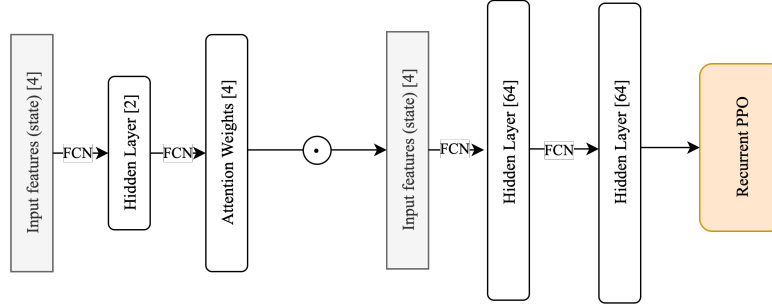 Input features (state) [4]
FCN
Hidden Layer [2]
FCN
Attention Weights [4]
Input features (state) [4]
FCN
Hidden Layer [64]
FCN
Hidden Layer [64]
Recurrent PPO